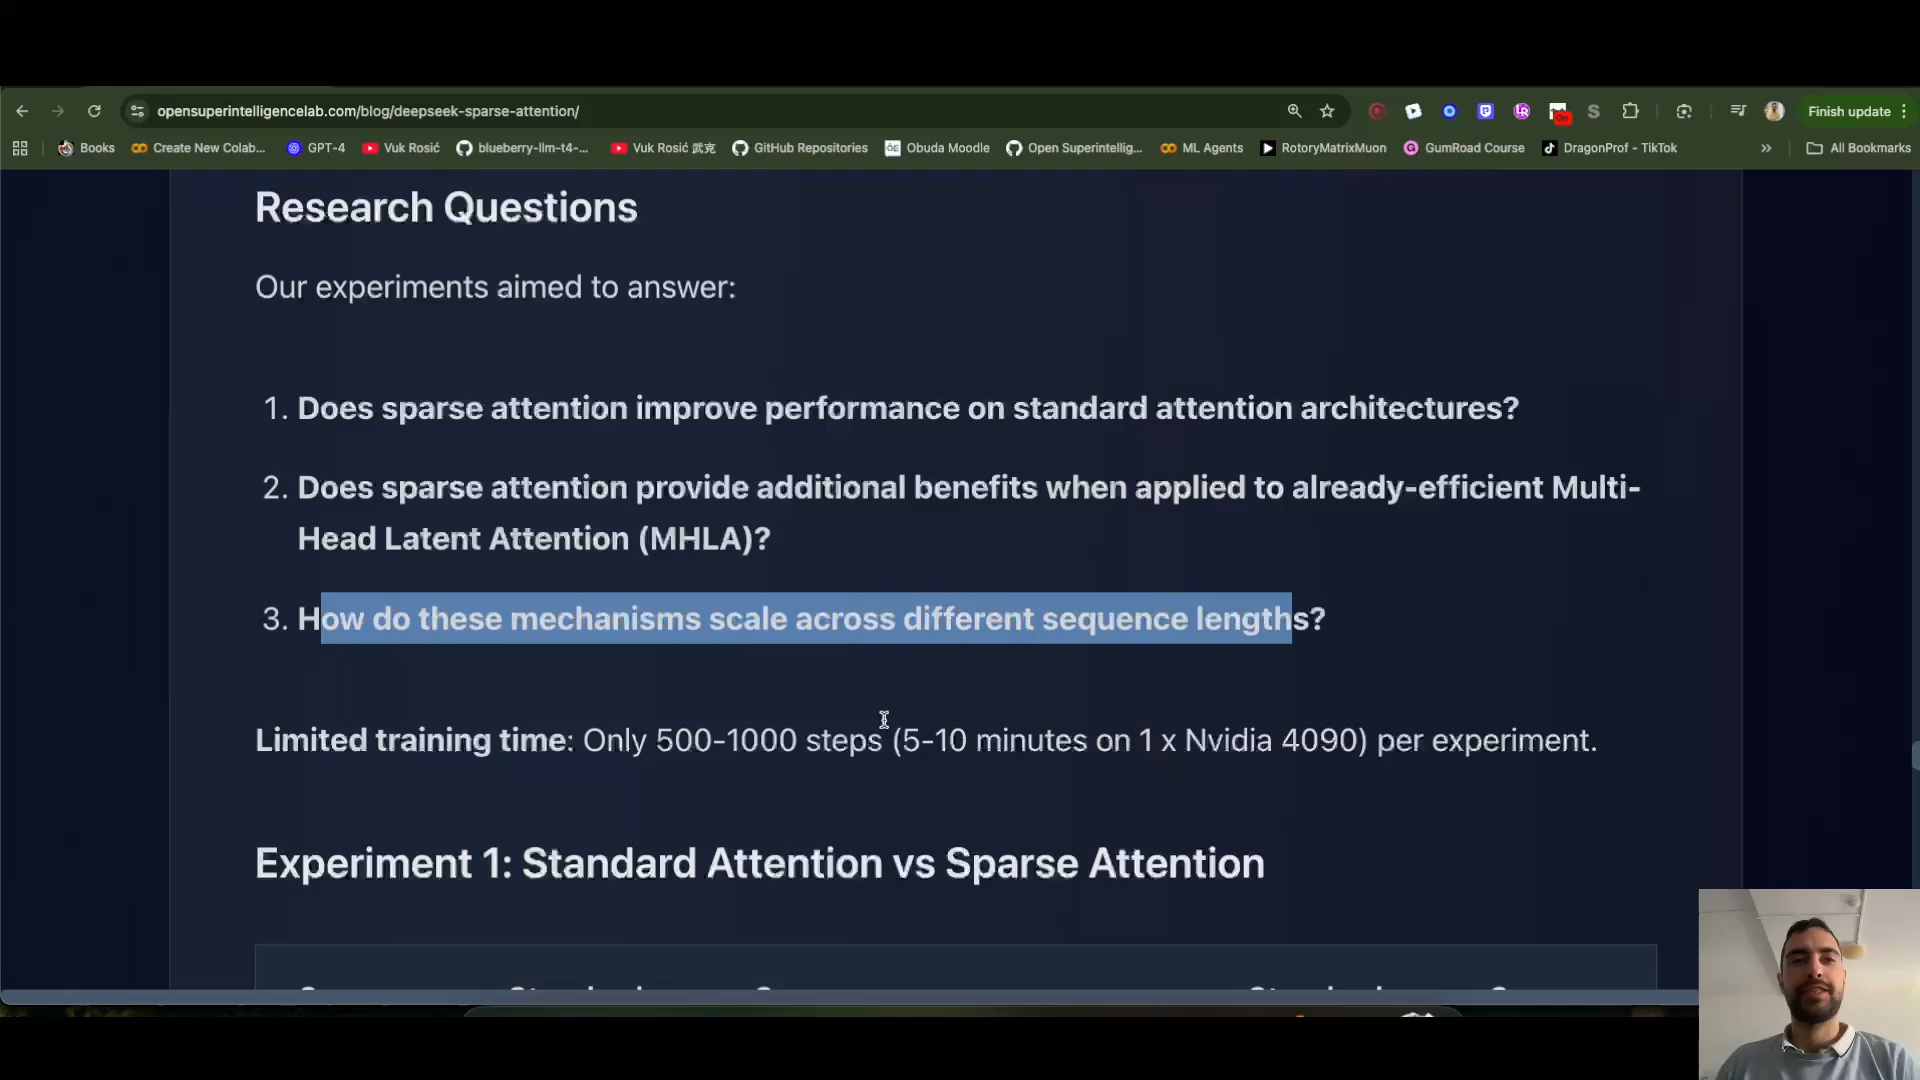 opensuperintelligencelab.com/blog/deepseek-sparse-attention/
Finish update
Books
Create New Colab...
GPT-4
Vuk Rosić
blueberry-llm-t4-...
Vuk Rosić 武克
GitHub Repositories
Obuda Moodle
Open Superintellig...
ML Agents
RotoryMatrixMuon
GumRoad Course
DragonProf - TikTok
All Bookmarks
Research Questions
Our experiments aimed to answer:
1. Does sparse attention improve performance on standard attention architectures?
2. Does sparse attention provide additional benefits when applied to already-efficient Multi-
Head Latent Attention (MHLA)?
3. How do these mechanisms scale across different sequence lengths?
Limited training time: Only 500-1000 steps (5-10 minutes on 1 x Nvidia 4090) per experiment.
Experiment 1: Standard Attention vs Sparse Attention